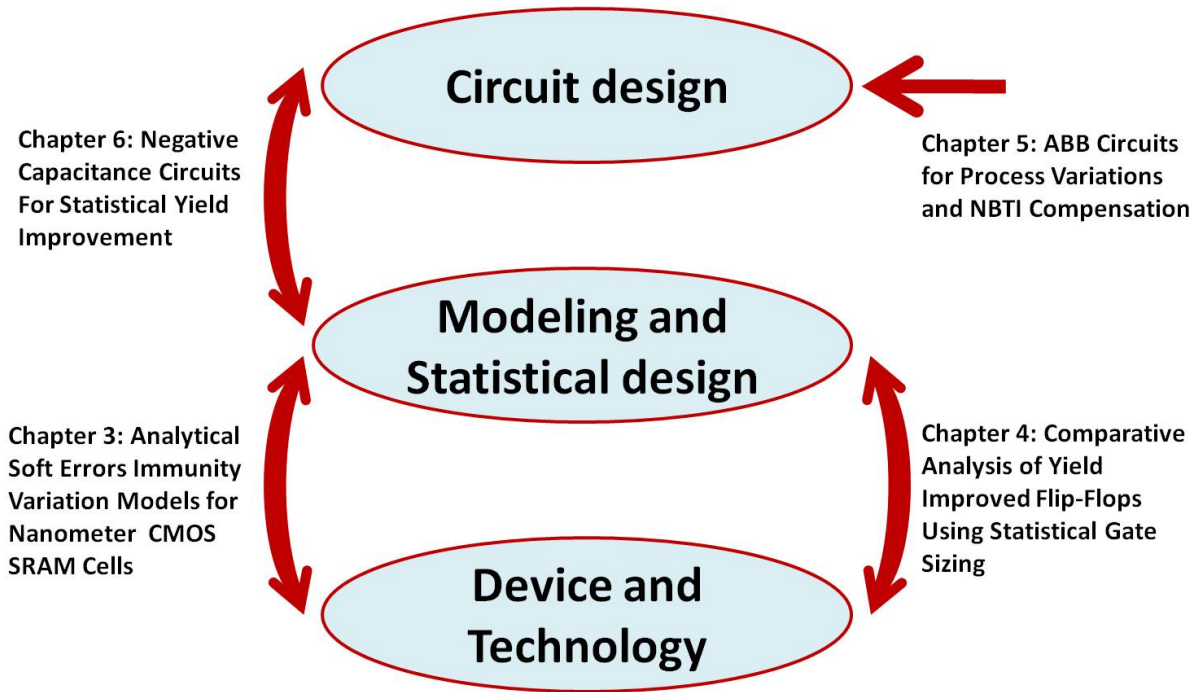 Circuit design
Chapter 6: Negative
Capacitance Circuits
For Statistical Yield
Improvement
Chapter 5: ABB Circuits
for Process Variations
and NBTI Compensation
Modeling and
Statistical design
Chapter 3: Analytical
Soft Errors Immunity
Variation Models for
Nanometer CMOS
SRAM Cells
Chapter 4: Comparative
Analysis of Yield
Improved Flip-Flops
Using Statistical Gate
Sizing
Device and
Technology